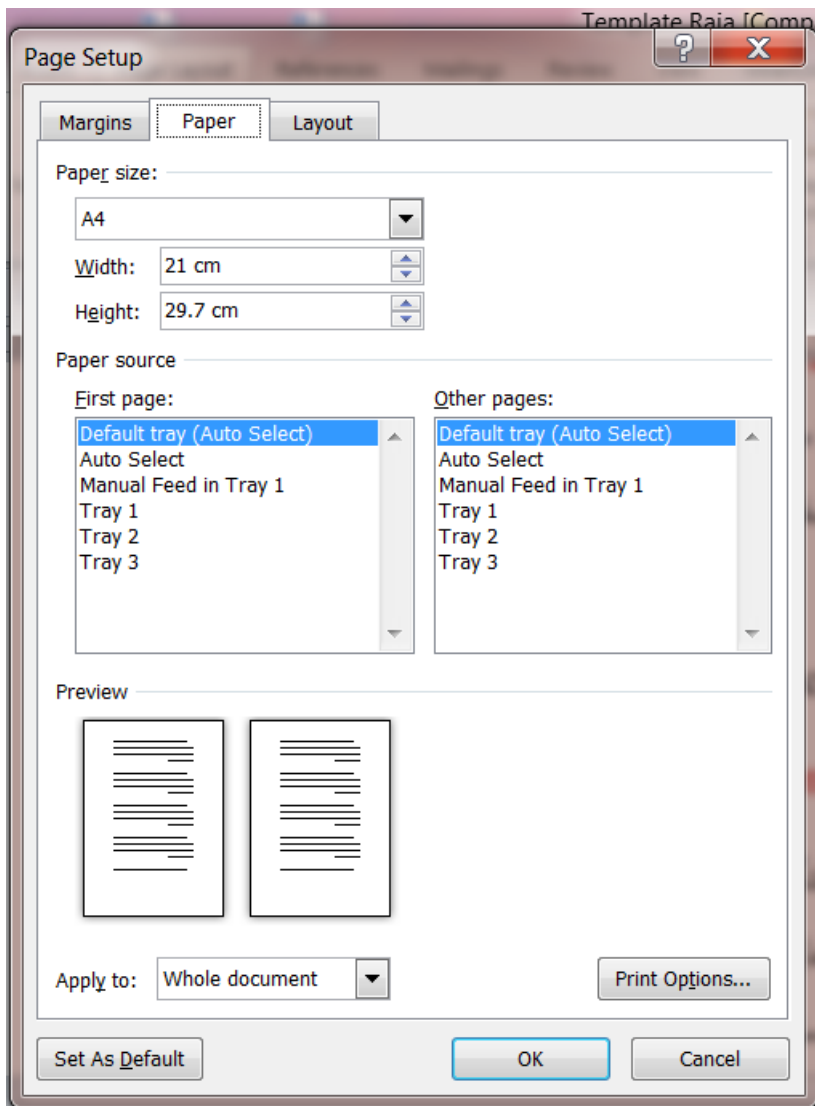 Template Raja [Comp
Page Setup
Margins Paper Layout
Paper size:
A4
Width: 21 cm
Height: 29.7 cm
Paper source
First page: Other pages:
Default tray (Auto Select) Default tray (Auto Select)
Auto Select Auto Select
Manual Feed in Tray 1 Manual Feed in Tray 1
Tray 1 Tray 1
Tray 2 Tray 2
Tray 3 Tray 3
Preview
Apply to: Whole document Print Options...
Set As Default OK Cancel